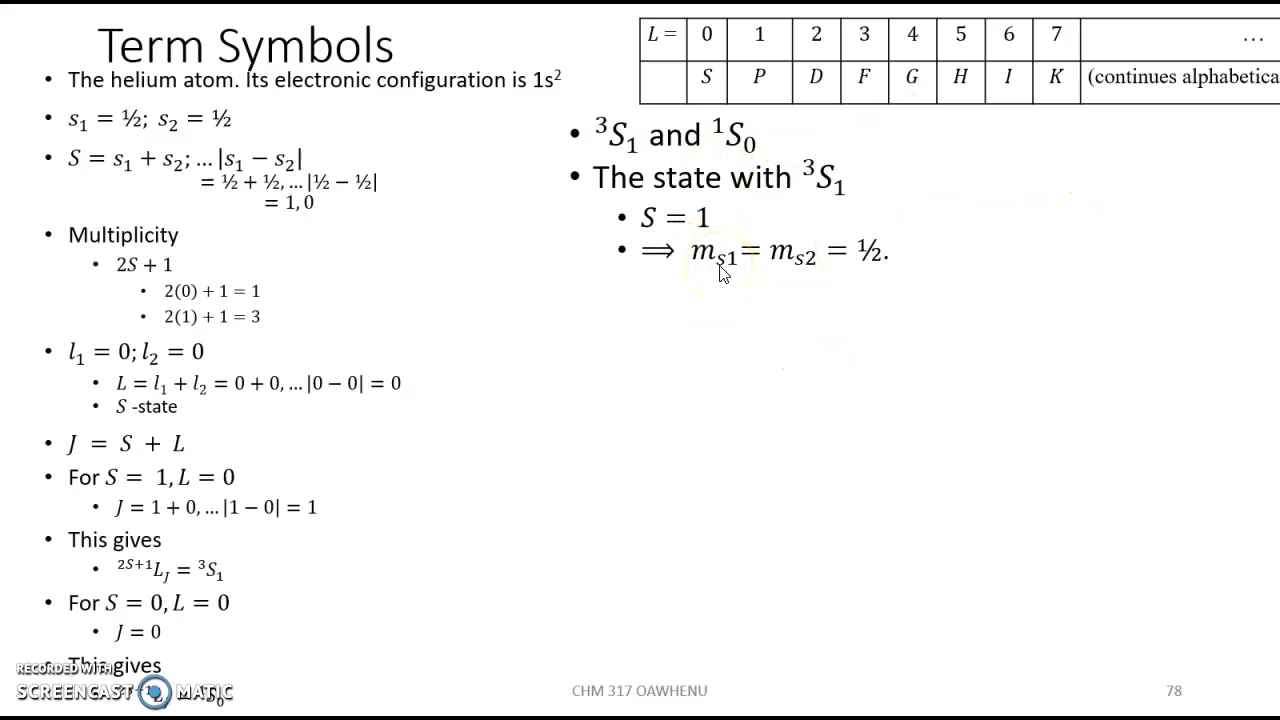 Term Symbols
• The helium atom. Its electronic configuration is 1s²
• s₁ = ½; s₂ = ½
• S = s₁ + s₂; … |s₁ − s₂|
= ½ + ½, … |½ − ½|
= 1, 0
• Multiplicity
• 2S + 1
• 2(0) + 1 = 1
• 2(1) + 1 = 3
• l₁ = 0; l₂ = 0
• L = l₁ + l₂ = 0 + 0, … |0 − 0| = 0
• S -state
• J = S + L
• For S = 1, L = 0
• J = 1 + 0, … |1 − 0| = 1
• This gives
• ²ˢ⁺¹L_J = ³S₁
• For S = 0, L = 0
• J = 0
This gives
L = 0 1 2 3 4 5 6 7 …
S P D F G H I K (continues alphabetica
• ³S₁ and ¹S₀
• The state with ³S₁
• S = 1
• ⟹ mₛ₁ = mₛ₂ = ½.
RECORDED WITH
SCREENCAST MATIC
CHM 317 OAWHENU
78